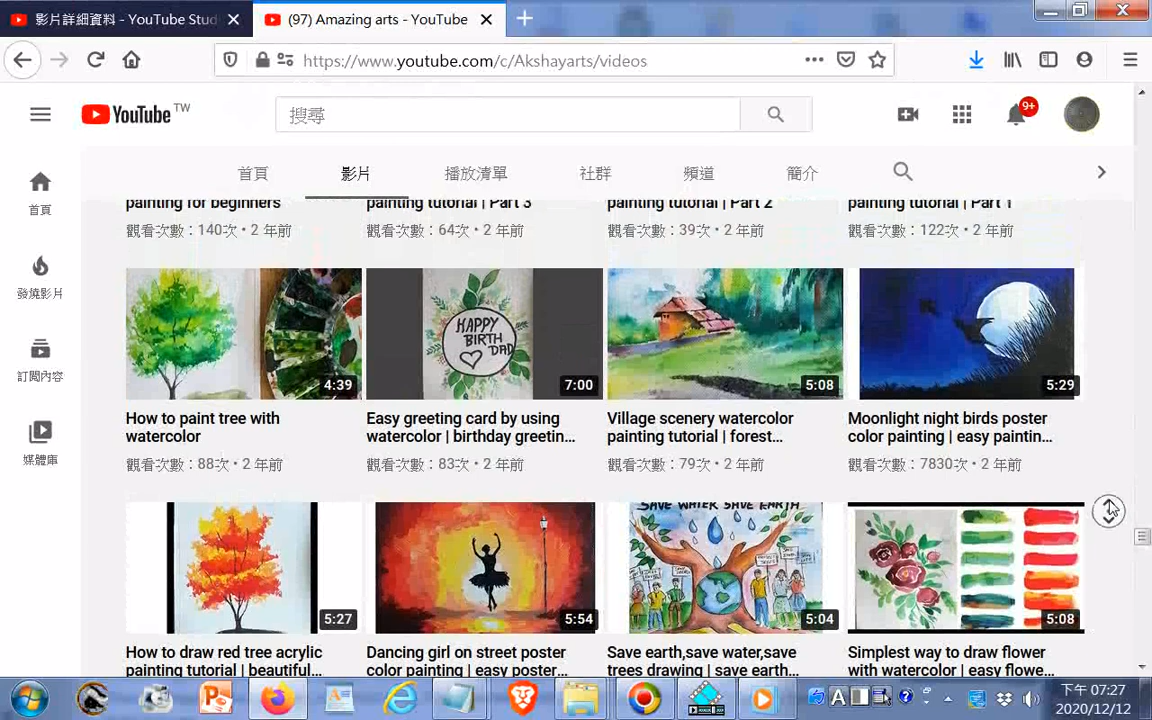 影片詳細資料 - YouTube Stud
(97) Amazing arts - YouTube
https://www.youtube.com/c/Akshayarts/videos
YouTube TW
搜尋
9+
首頁
影片
播放清單
社群
頻道
簡介
首頁
發燒影片
訂閱內容
媒體庫
painting for beginners
觀看次數：140次 • 2 年前
painting tutorial | Part 3
觀看次數：64次 • 2 年前
painting tutorial | Part 2
觀看次數：39次 • 2 年前
painting tutorial | Part 1
觀看次數：122次 • 2 年前
4:39
How to paint tree with
watercolor
觀看次數：88次 • 2 年前
HAPPY
BIRTH
DAD
7:00
Easy greeting card by using
watercolor | birthday greetin...
觀看次數：83次 • 2 年前
5:08
Village scenery watercolor
painting tutorial | forest...
觀看次數：79次 • 2 年前
5:29
Moonlight night birds poster
color painting | easy paintin...
觀看次數：7830次 • 2 年前
5:27
How to draw red tree acrylic
painting tutorial | beautiful...
5:54
Dancing girl on street poster
color painting | easy poster...
SAVE WATER SAVE EARTH
5:04
Save earth,save water,save
trees drawing | save earth...
5:08
Simplest way to draw flower
with watercolor | easy flowe...
下午 07:27
2020/12/12